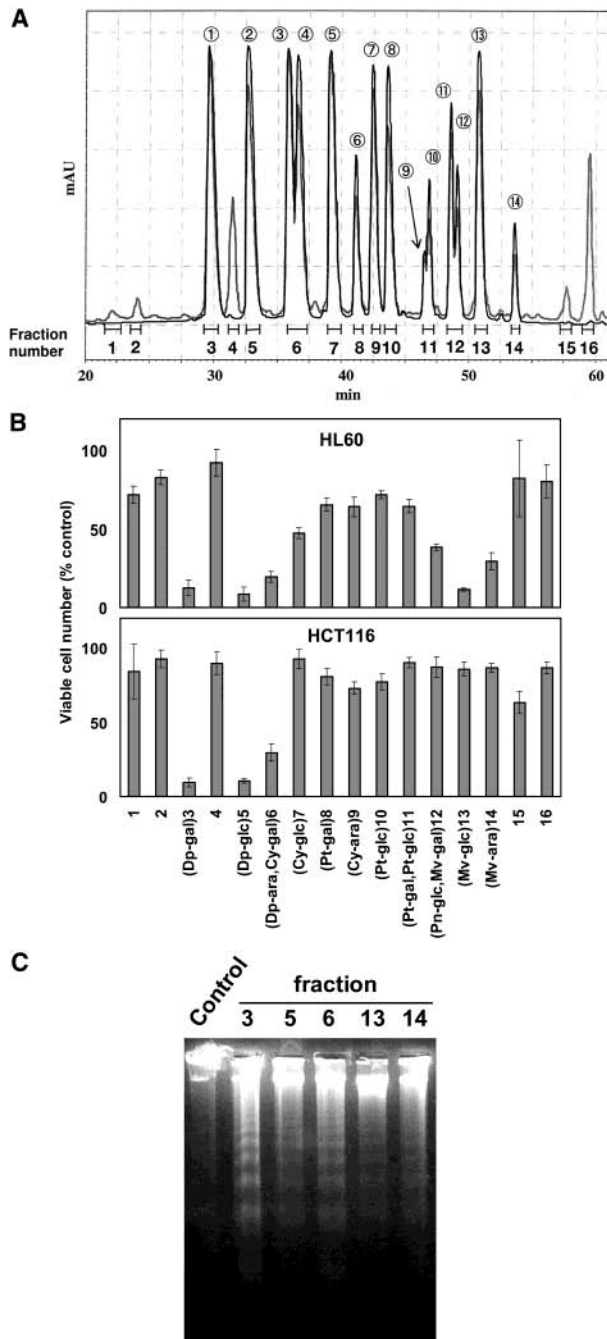 A
① ② ③ ④ ⑤ ⑥ ⑦ ⑧ ⑨ ⑩ ⑪ ⑫ ⑬ ⑭
mAU
Fraction
number
1 2 3 4 5 6 7 8 9 10 11 12 13 14 15 16
20 30 40 50 60
min
B
Viable cell number (% control)
HL60
100
50
0
HCT116
100
50
0
1
2
(Dp-gal)3
4
(Dp-glc)5
(Dp-ara,Cy-gal)6
(Cy-glc)7
(Pt-gal)8
(Cy-ara)9
(Pt-glc)10
(Pt-gal,Pt-glc)11
(Pn-glc,Mv-gal)12
(Mv-glc)13
(Mv-ara)14
15
16
C
Control
fraction
3 5 6 13 14